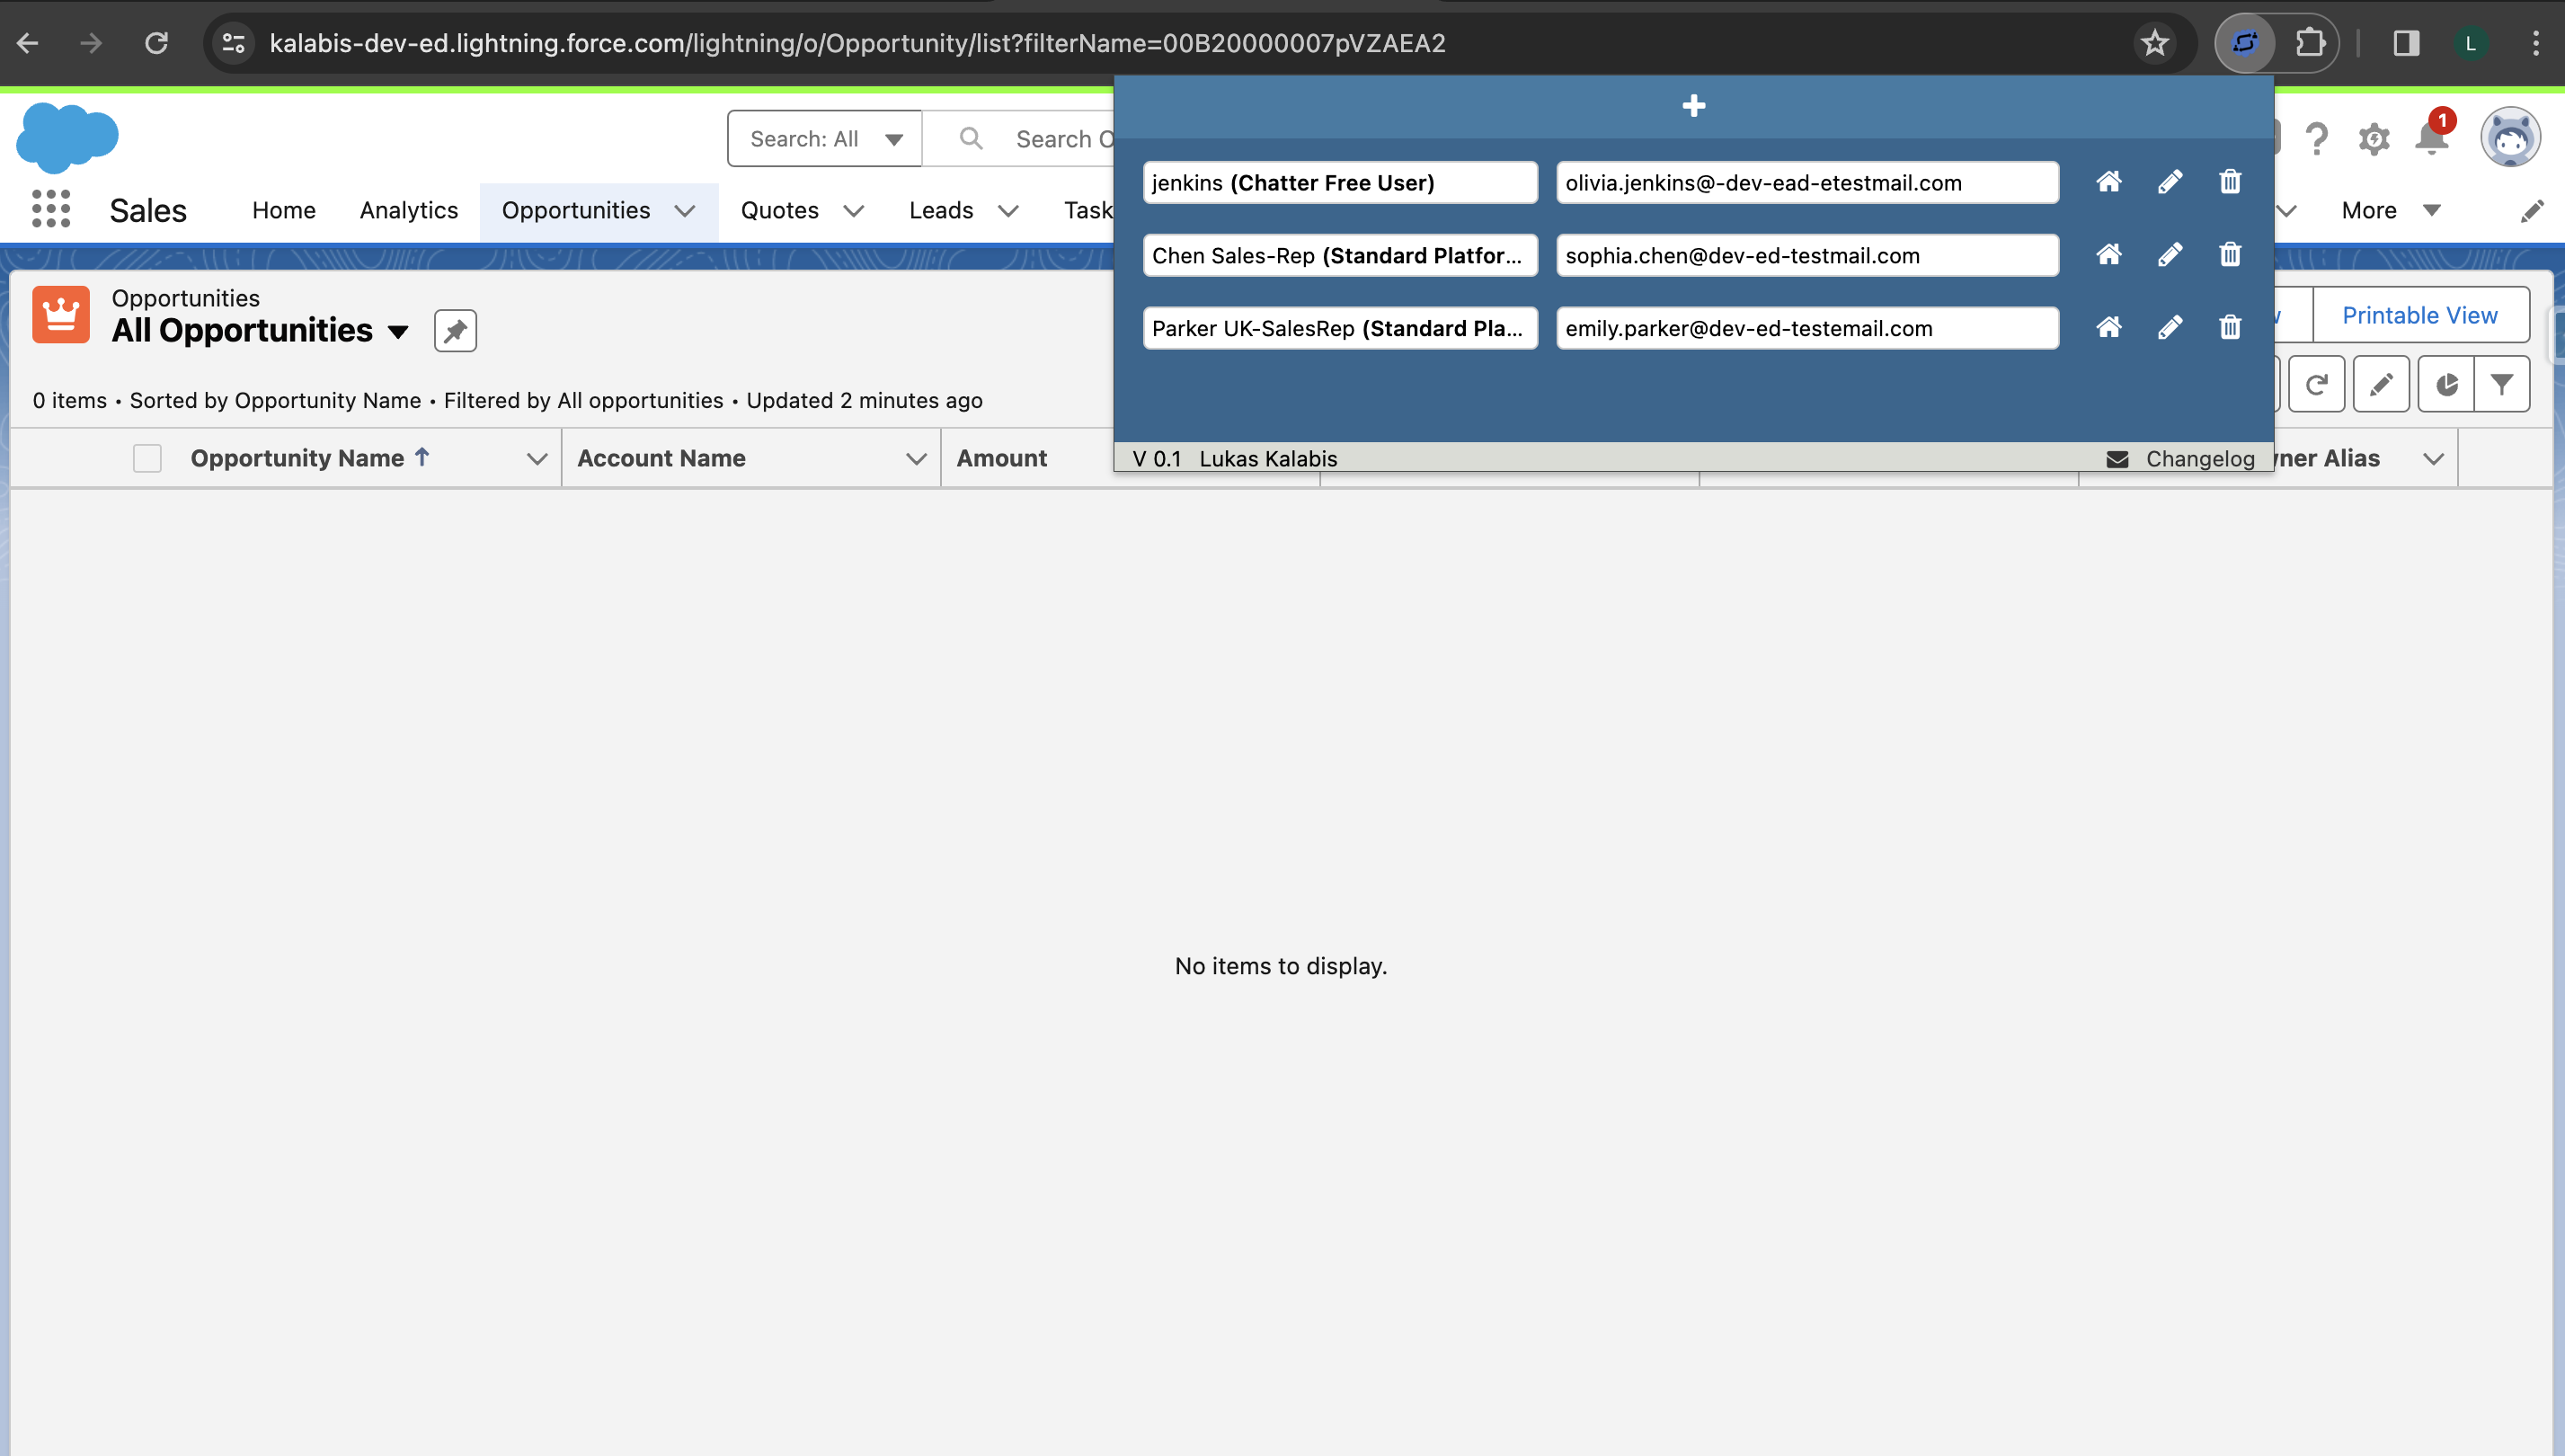 kalabis-dev-ed.lightning.force.com/lightning/o/Opportunity/list?filterName=00B20000007pVZAEA2
L
Search: All
Search
1
jenkins (Chatter Free User)
olivia.jenkins@-dev-ead-etestmail.com
Sales
Home
Analytics
Opportunities
Quotes
Leads
Task
More
Chen Sales-Rep (Standard Platfor...
sophia.chen@dev-ed-testmail.com
Parker UK-SalesRep (Standard Pla...
emily.parker@dev-ed-testemail.com
Opportunities
All Opportunities
Printable View
0 items • Sorted by Opportunity Name • Filtered by All opportunities • Updated 2 minutes ago
Opportunity Name
Account Name
Amount
V 0.1 Lukas Kalabis
Changelog
ner Alias
No items to display.